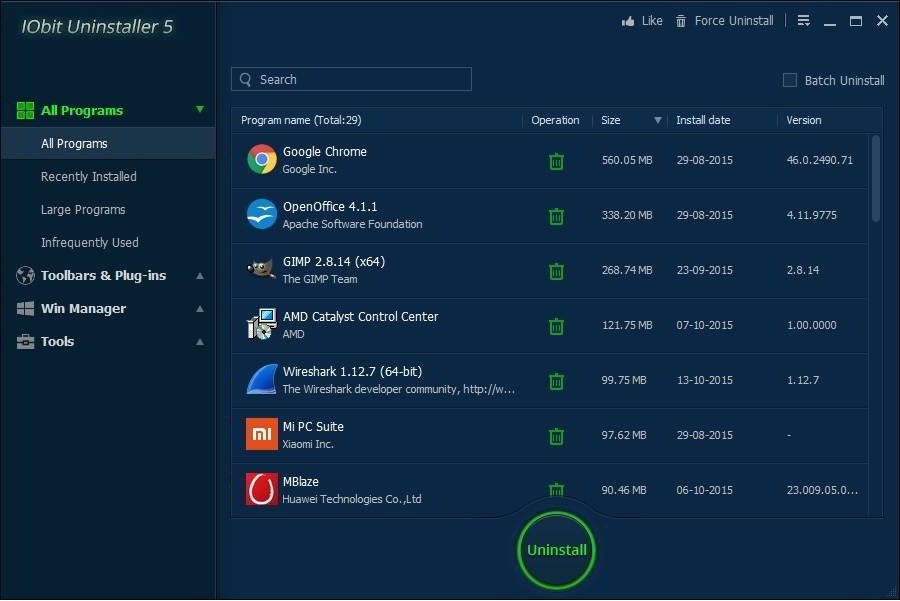 IObit Uninstaller 5
Like Force Uninstall
Search
Batch Uninstall
All Programs
All Programs
Recently Installed
Large Programs
Infrequently Used
Toolbars & Plug-ins
Win Manager
Tools
Program name (Total:29) Operation Size Install date Version
Google Chrome
Google Inc.
560.05 MB 29-08-2015 46.0.2490.71
OpenOffice 4.1.1
Apache Software Foundation
338.20 MB 29-08-2015 4.11.9775
GIMP 2.8.14 (x64)
The GIMP Team
268.74 MB 23-09-2015 2.8.14
AMD Catalyst Control Center
AMD
121.75 MB 07-10-2015 1.00.0000
Wireshark 1.12.7 (64-bit)
The Wireshark developer community, http://w...
99.75 MB 13-10-2015 1.12.7
Mi PC Suite
Xiaomi Inc.
97.62 MB 29-08-2015 -
MBlaze
Huawei Technologies Co.,Ltd
90.46 MB 06-10-2015 23.009.05.0...
Uninstall